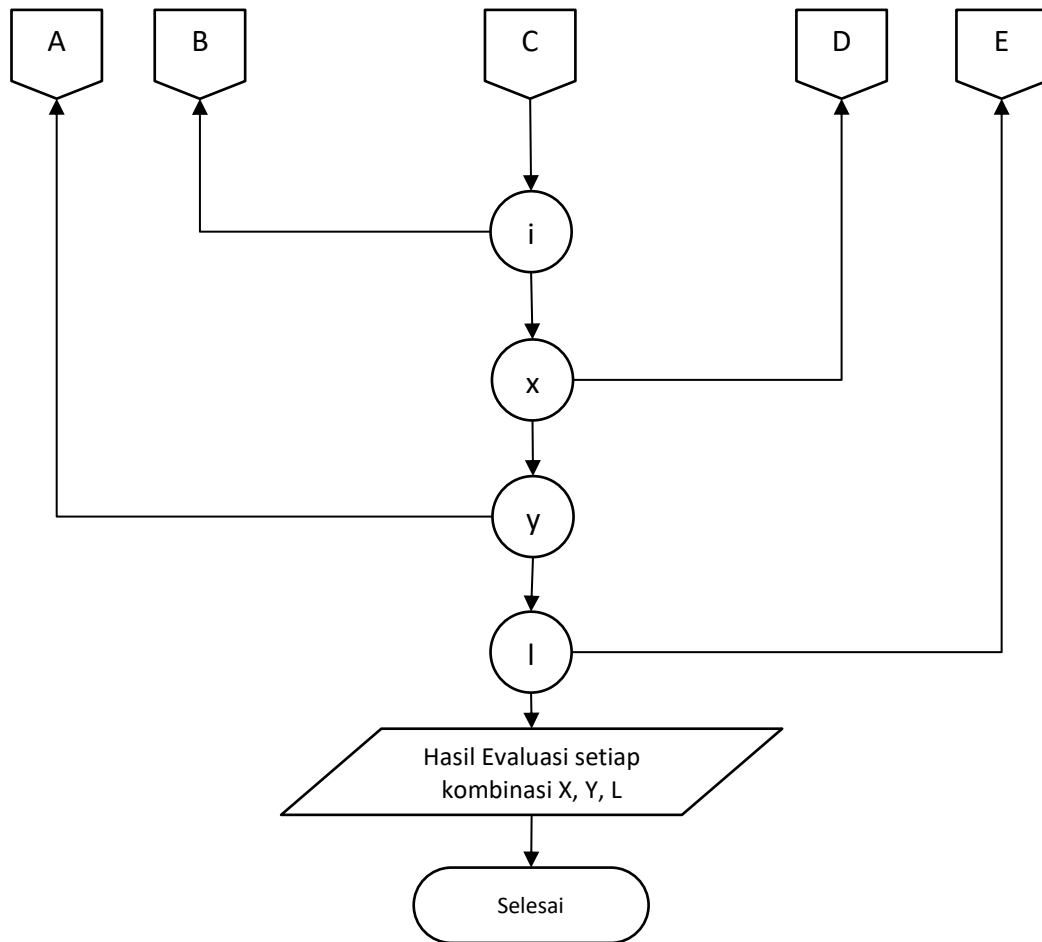 A
B
C
D
E
i
x
y
l
Hasil Evaluasi setiap
kombinasi X, Y, L
Selesai